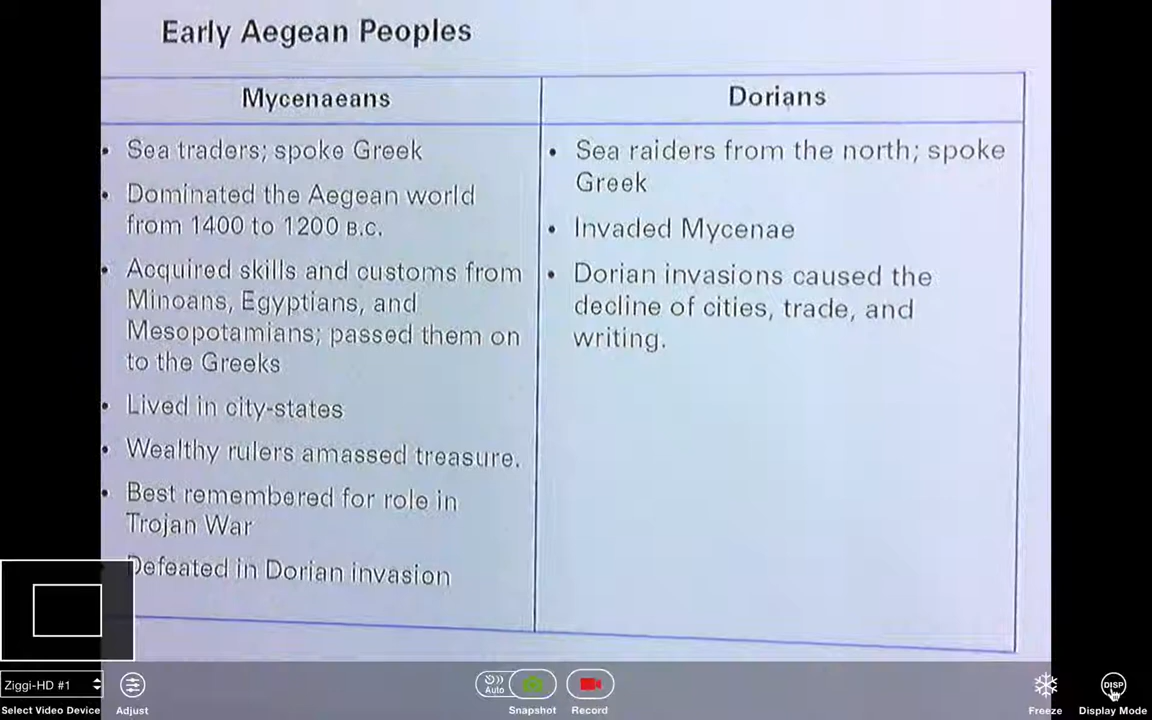 Early Aegean Peoples
Mycenaeans
• Sea traders; spoke Greek
• Dominated the Aegean world
from 1400 to 1200 B.C.
• Acquired skills and customs from
Minoans, Egyptians, and
Mesopotamians; passed them on
to the Greeks
• Lived in city-states
• Wealthy rulers amassed treasure.
• Best remembered for role in
Trojan War
• Defeated in Dorian invasion
Dorians
• Sea raiders from the north; spoke
Greek
• Invaded Mycenae
• Dorian invasions caused the
decline of cities, trade, and
writing.
Ziggi-HD #1
Select Video Device
Adjust
Auto
Snapshot
Record
Freeze
DISP
Display Mode